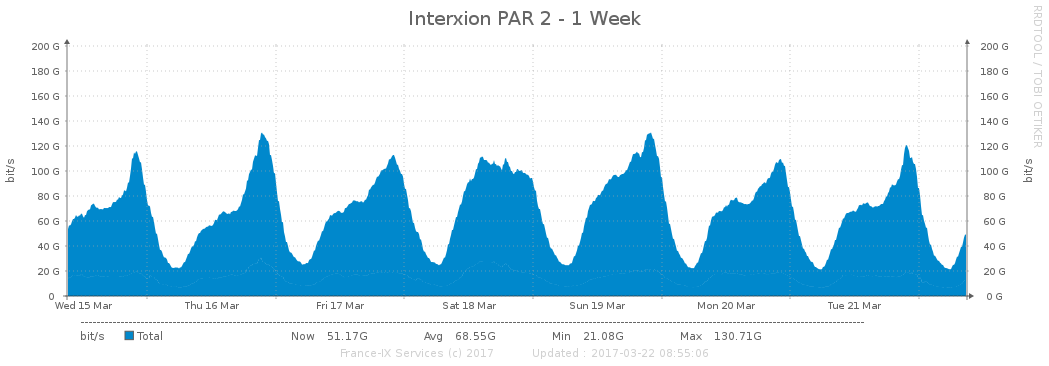 Interxion PAR 2 - 1 Week
RRDTOOL / TOBI OETIKER
200 G 200 G
180 G 180 G
160 G 160 G
140 G 140 G
120 G 120 G
100 G 100 G
80 G 80 G
60 G 60 G
40 G 40 G
20 G 20 G
0 0 G
bit/s bit/s
Wed 15 Mar Thu 16 Mar Fri 17 Mar Sat 18 Mar Sun 19 Mar Mon 20 Mar Tue 21 Mar
bit/s Total Now 51.17G Avg 68.55G Min 21.08G Max 130.71G
France-IX Services (c) 2017 Updated : 2017-03-22 08:55:06